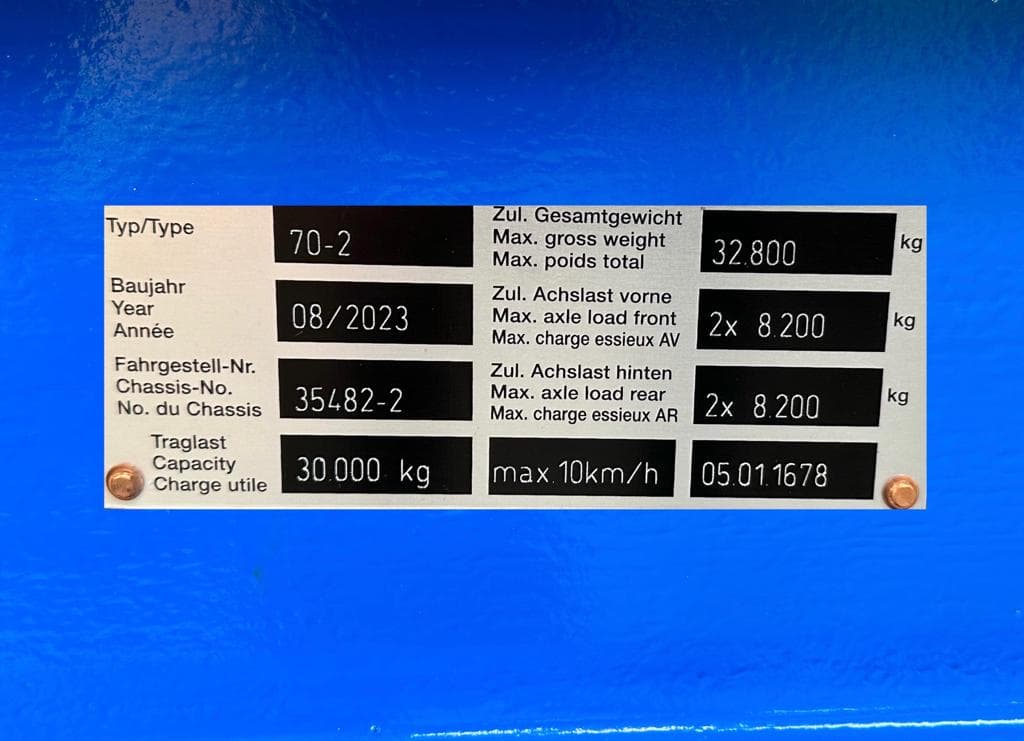 Typ/Type
70-2
Zul. Gesamtgewicht
Max. gross weight
Max. poids total
32.800
kg
Baujahr
Year
Année
08/2023
Zul. Achslast vorne
Max. axle load front
Max. charge essieux AV
2x 8.200
kg
Fahrgestell-Nr.
Chassis-No.
No. du Chassis
35482-2
Zul. Achslast hinten
Max. axle load rear
Max. charge essieux AR
2x 8.200
kg
Traglast
Capacity
Charge utile
30.000 kg
max.10km/h
05.01.1678